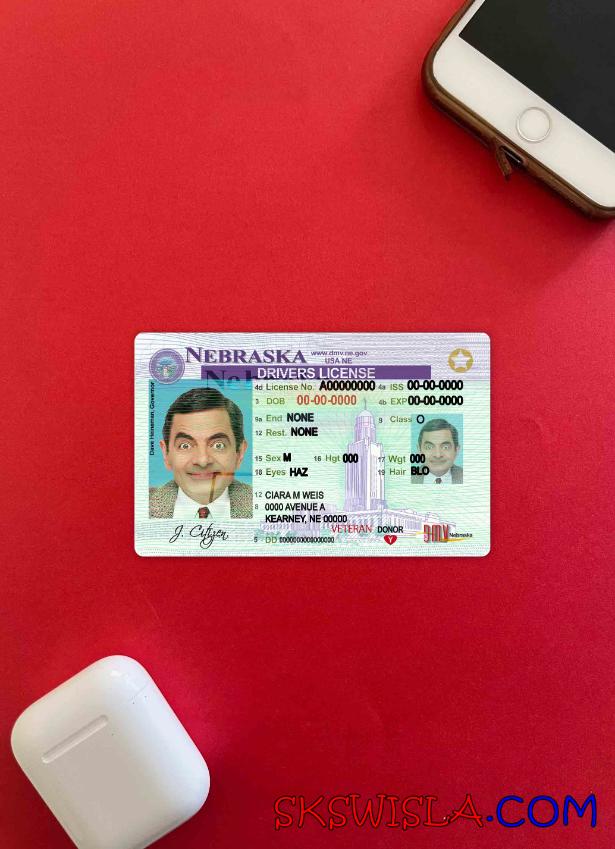 NEBRASKA www.dmv.ne.gov
USA NE
DRIVERS LICENSE
Neb
4d License No. A00000000 4a ISS 00-00-0000
3 DOB 00-00-0000 4b EXP 00-00-0000
9a End NONE 9 Class O
12 Rest. NONE
15 Sex M 16 Hgt 000 17 Wgt 000
18 Eyes HAZ 19 Hair BLO
12 CIARA M WEIS
8 0000 AVENUE A
KEARNEY, NE 00000
VETERAN DONOR
Y
5 DD 0000000000000000
DMV Nebraska
Dave Heineman, Governor
J. Citizen
SKSWISLA.COM